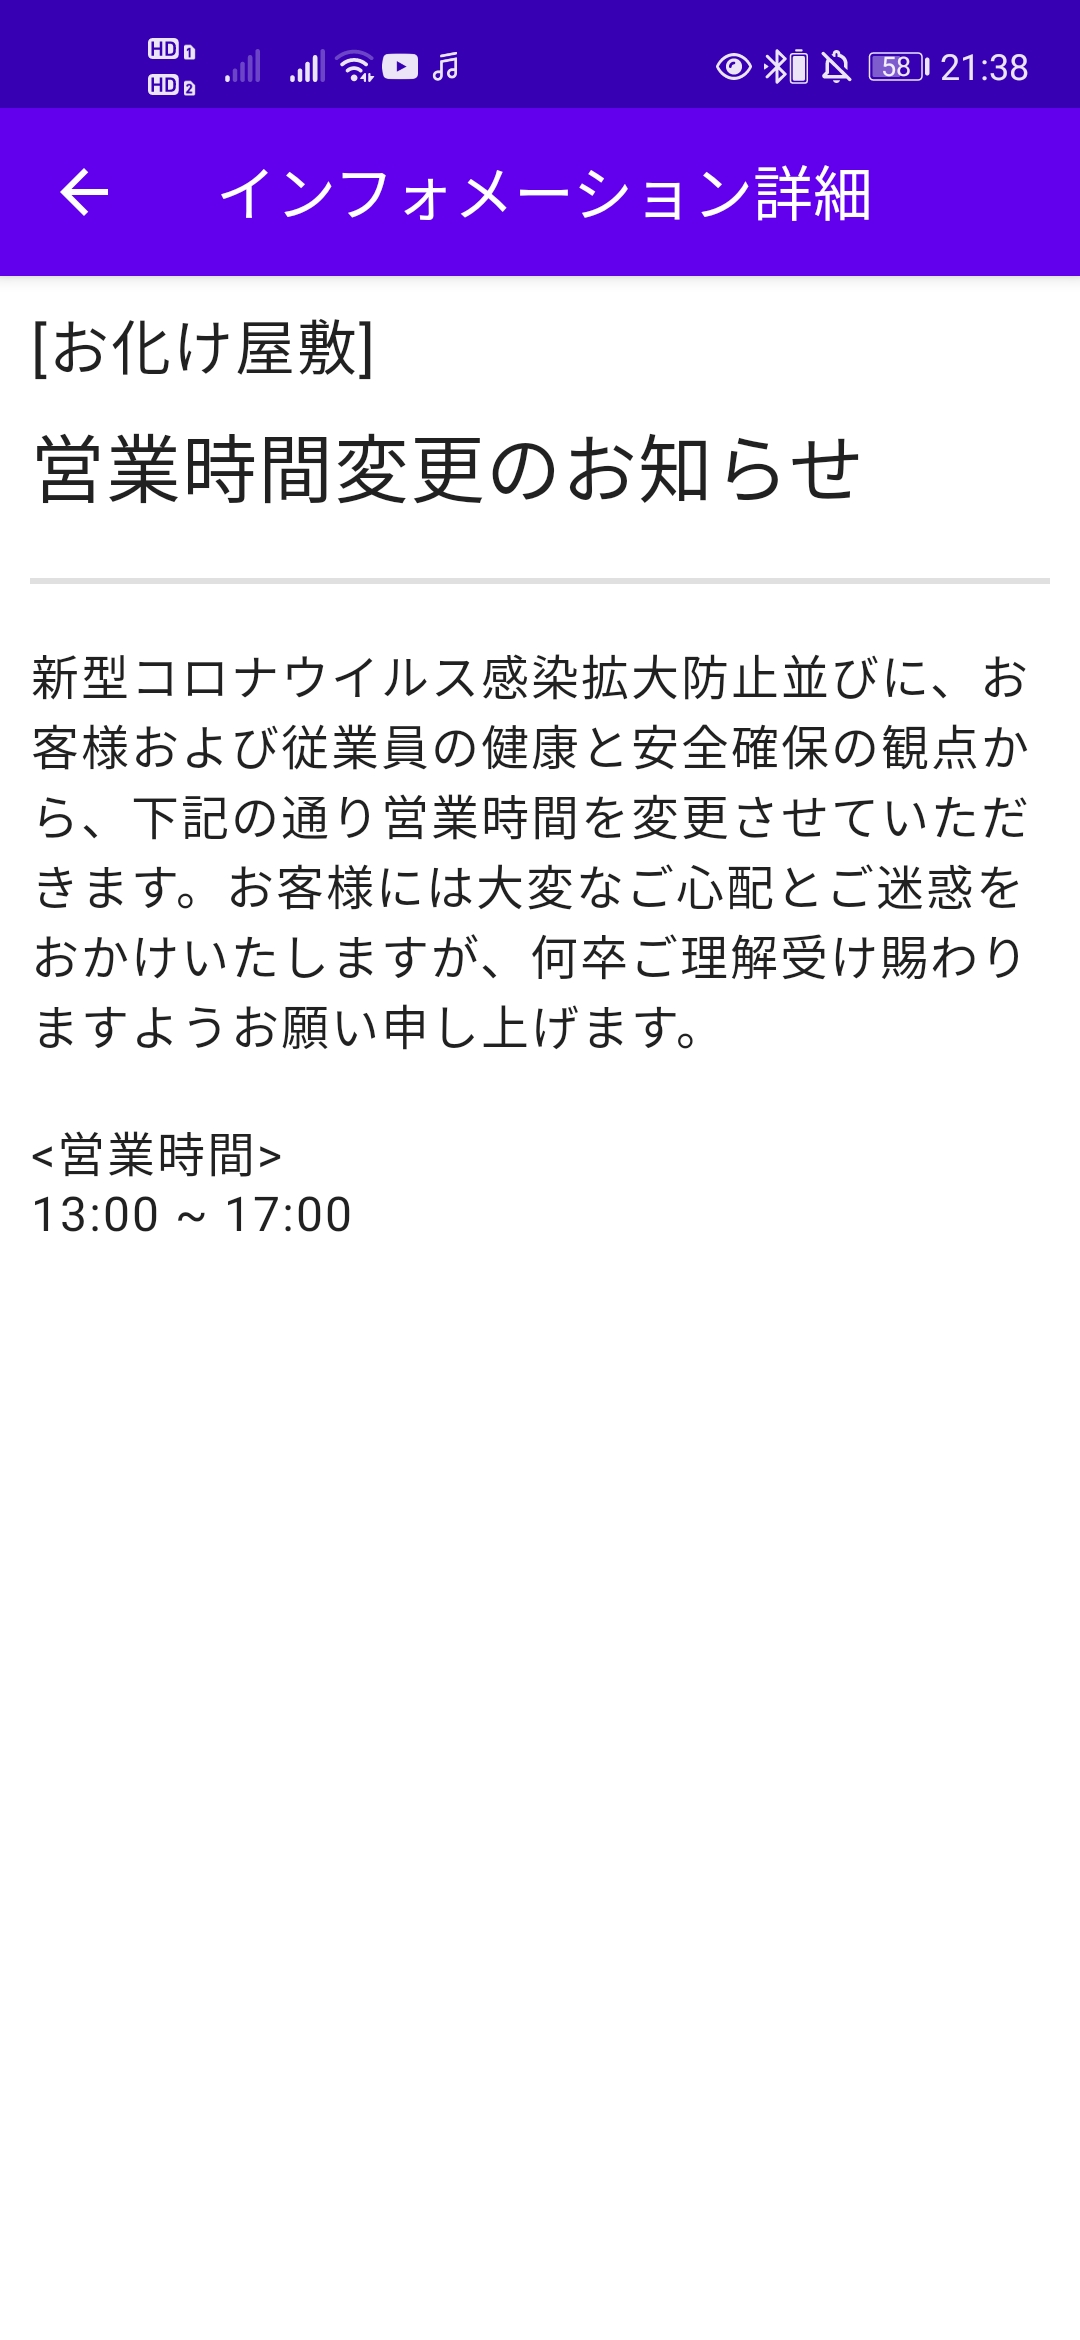 HD 1
HD 2
58 21:38
インフォメーション詳細
[お化け屋敷]
営業時間変更のお知らせ
新型コロナウイルス感染拡大防止並びに、お
客様および従業員の健康と安全確保の観点か
ら、下記の通り営業時間を変更させていただ
きます。お客様には大変なご心配とご迷惑を
おかけいたしますが、何卒ご理解受け賜わり
ますようお願い申し上げます。
<営業時間>
13:00 ~ 17:00